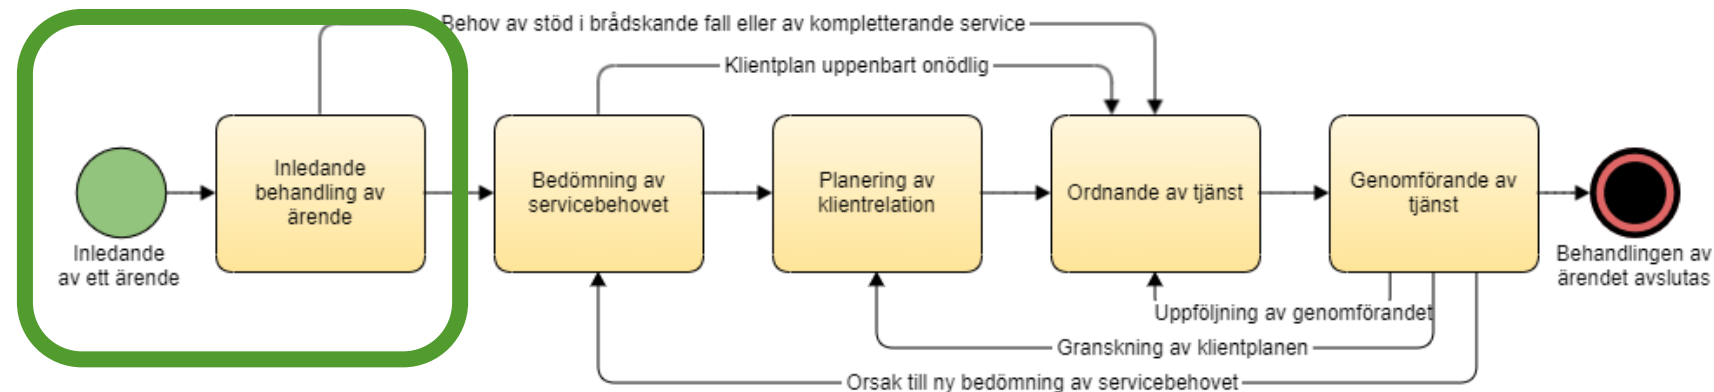 Behov av stöd i brådskande fall eller av kompletterande service
Klientplan uppenbart onödlig
Inledande
behandling av
ärende
Bedömning av
servicebehovet
Planering av
klientrelation
Ordnande av tjänst
Genomförande av
tjänst
Inledande
av ett ärende
Behandlingen av
ärendet avslutas
Uppföljning av genomförandet
Granskning av klientplanen
Orsak till ny bedömning av servicebehovet